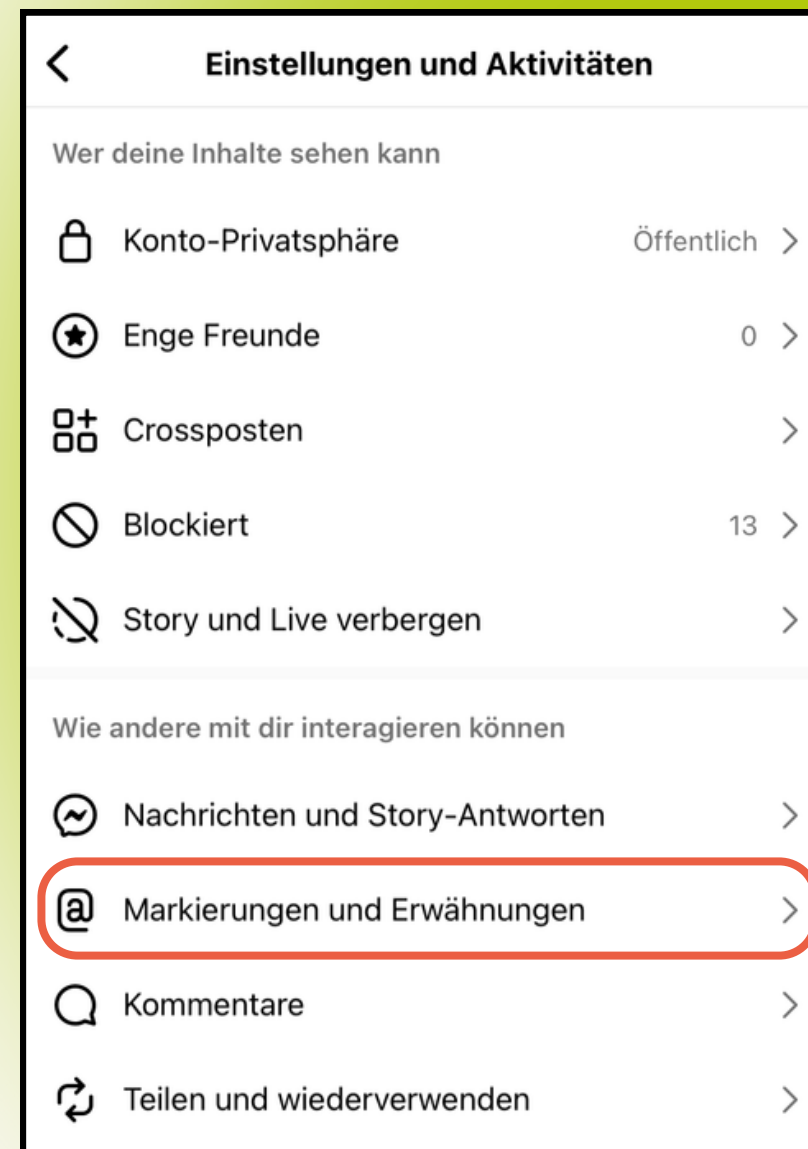 Einstellungen und Aktivitäten
Wer deine Inhalte sehen kann
Konto-Privatsphäre Öffentlich
Enge Freunde 0
Crossposten
Blockiert 13
Story und Live verbergen
Wie andere mit dir interagieren können
Nachrichten und Story-Antworten
Markierungen und Erwähnungen
Kommentare
Teilen und wiederverwenden